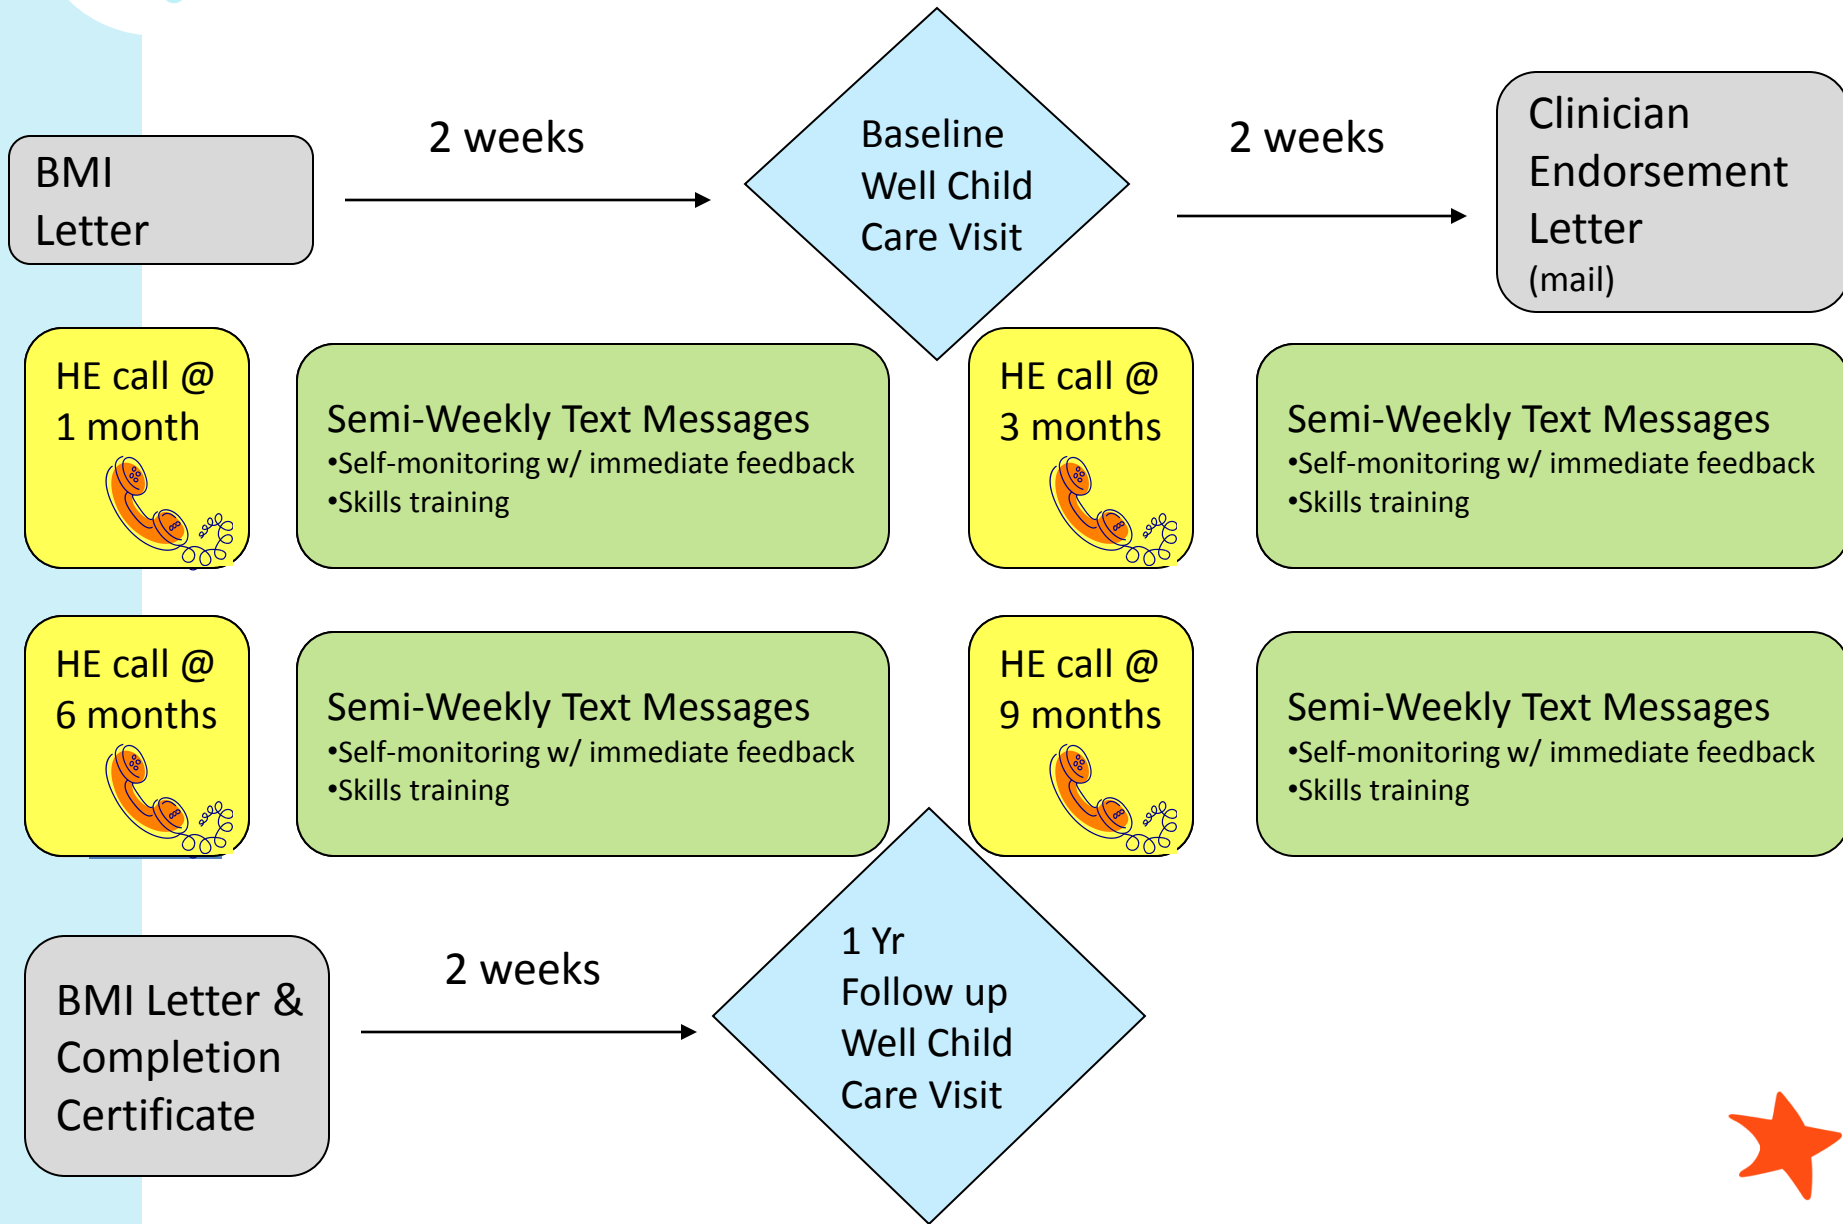 BMI
Letter
2 weeks
Baseline
Well Child
Care Visit
2 weeks
Clinician
Endorsement
Letter
(mail)
HE call @
1 month
Semi-Weekly Text Messages
•Self-monitoring w/ immediate feedback
•Skills training
HE call @
3 months
Semi-Weekly Text Messages
•Self-monitoring w/ immediate feedback
•Skills training
HE call @
6 months
Semi-Weekly Text Messages
•Self-monitoring w/ immediate feedback
•Skills training
HE call @
9 months
Semi-Weekly Text Messages
•Self-monitoring w/ immediate feedback
•Skills training
BMI Letter &
Completion
Certificate
2 weeks
1 Yr
Follow up
Well Child
Care Visit